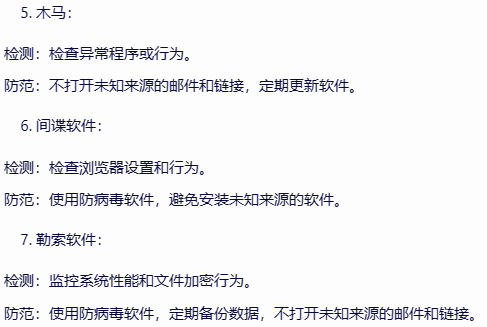 5. 木马：
检测：检查异常程序或行为。
防范：不打开未知来源的邮件和链接，定期更新软件。
6. 间谍软件：
检测：检查浏览器设置和行为。
防范：使用防病毒软件，避免安装未知来源的软件。
7. 勒索软件：
检测：监控系统性能和文件加密行为。
防范：使用防病毒软件，定期备份数据，不打开未知来源的邮件和链接。